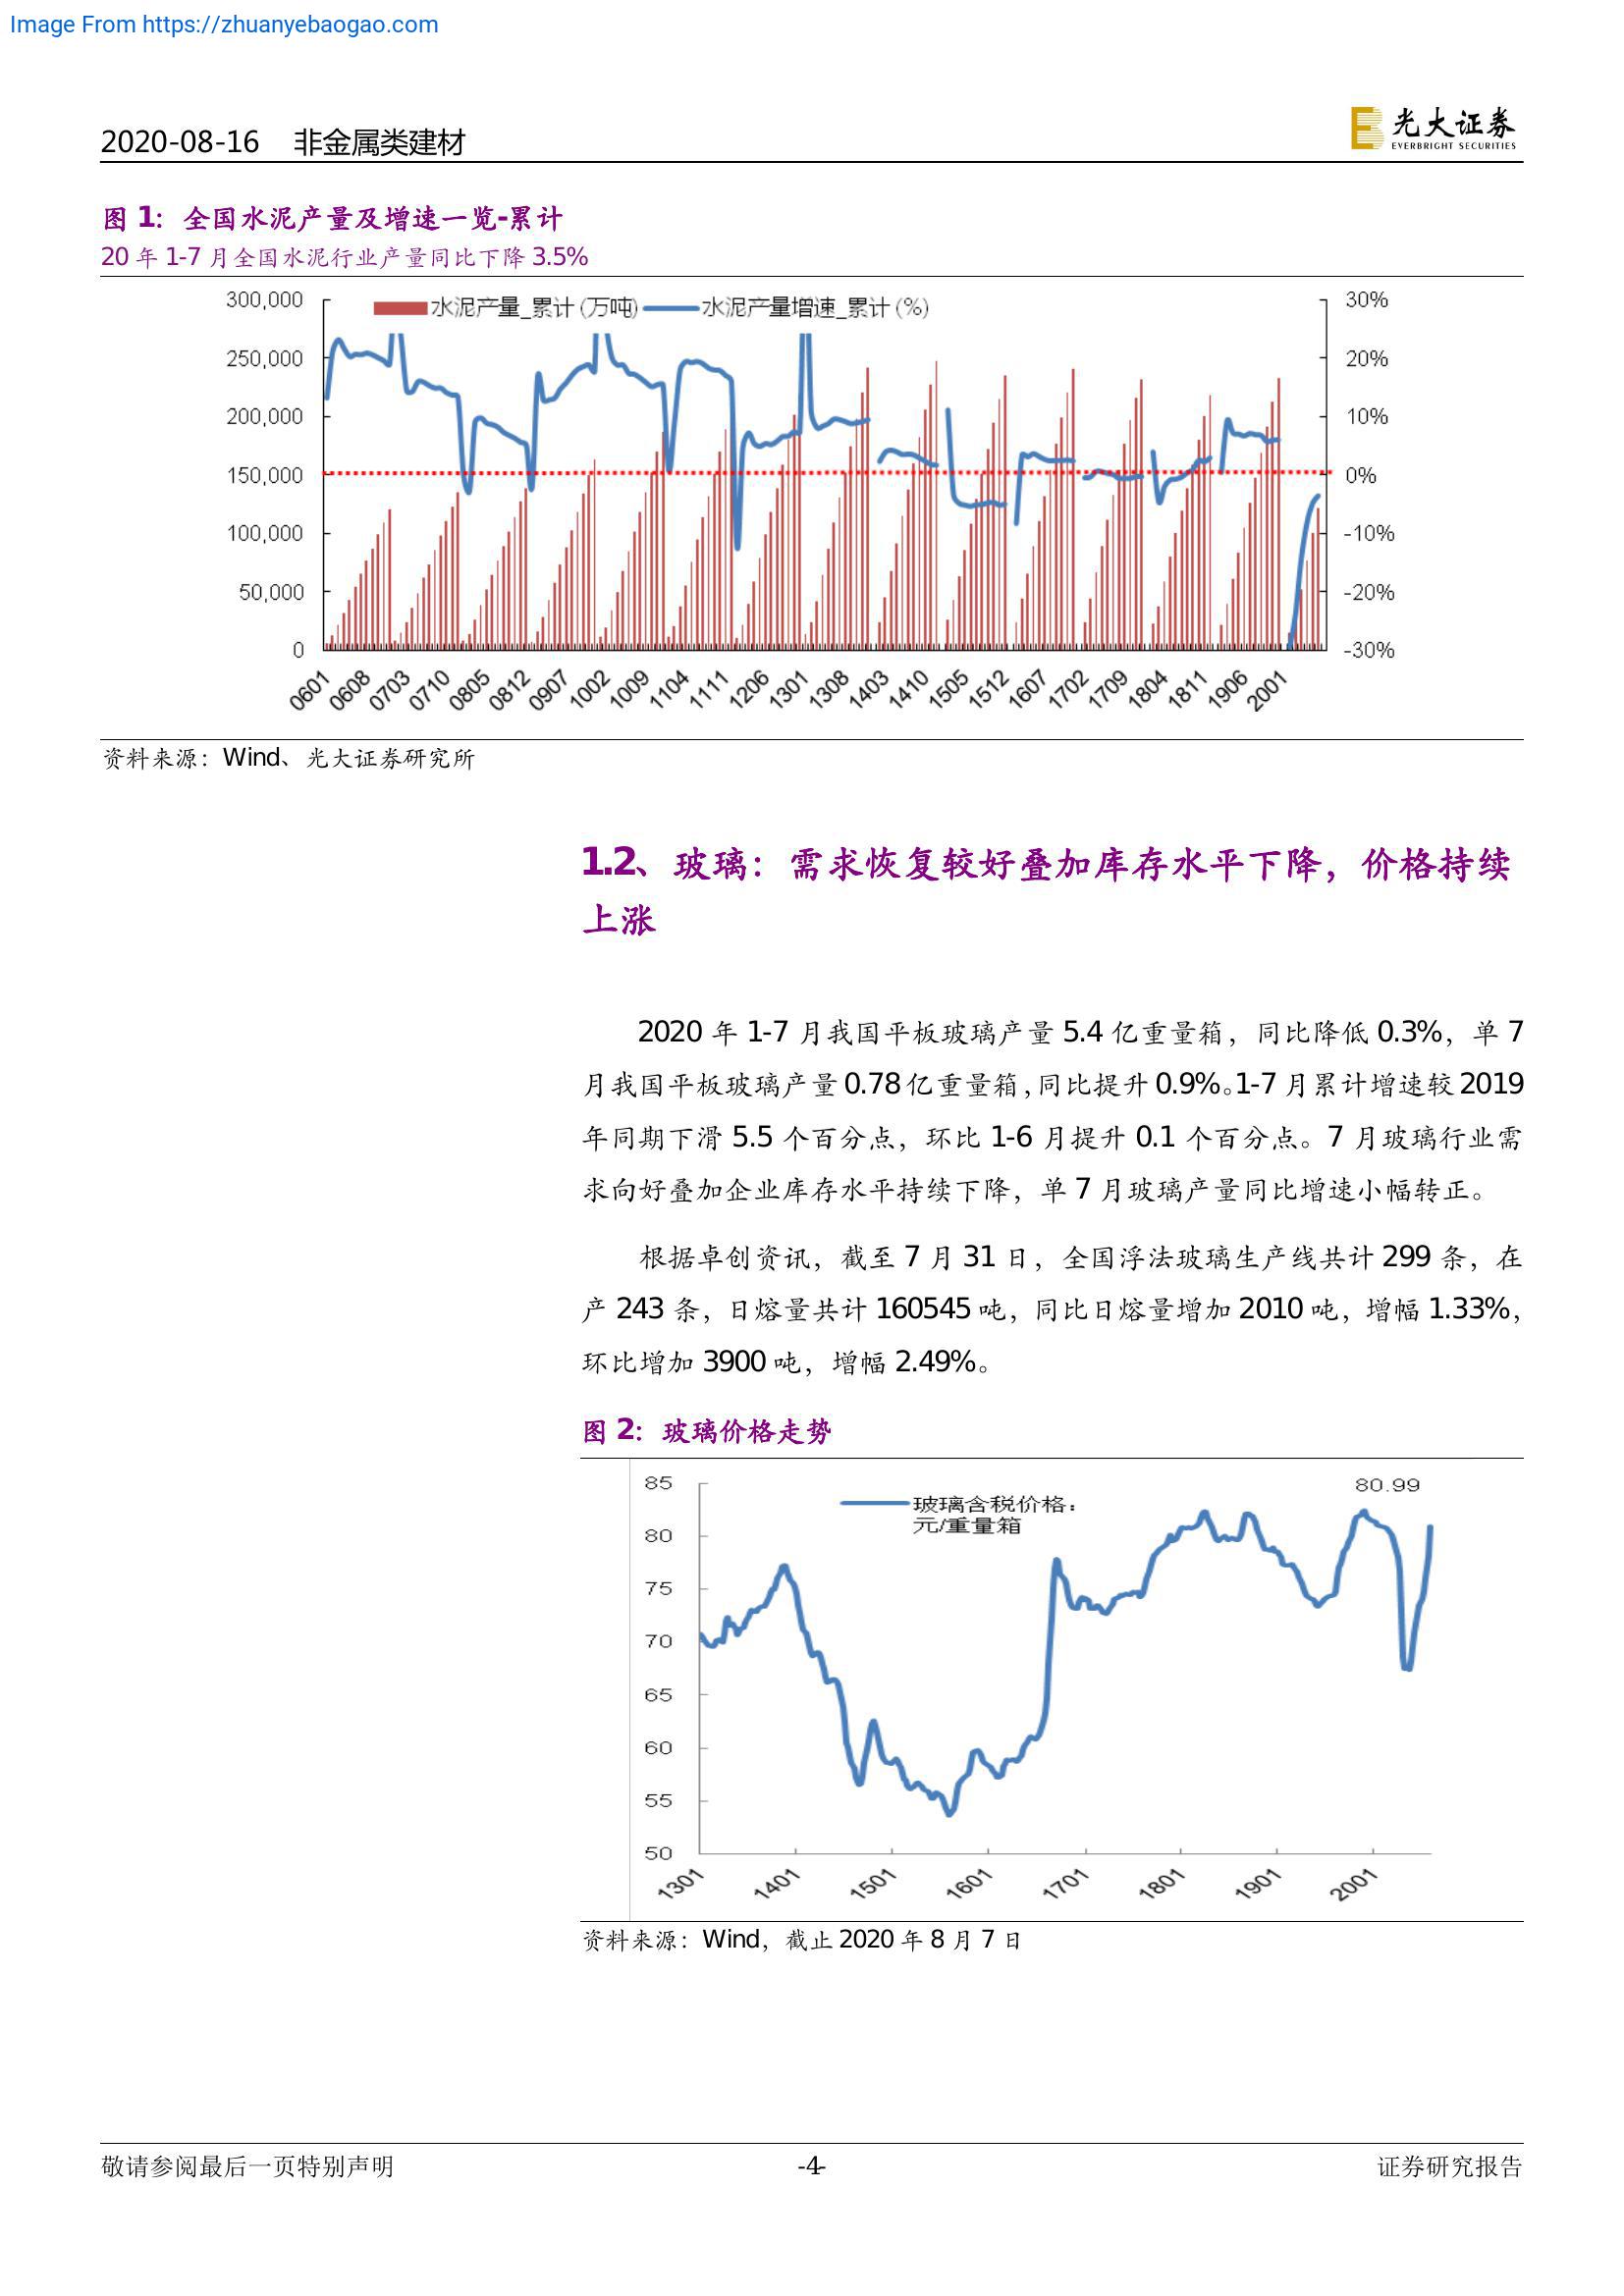 Image From https://zhuanyebaogao.com
2020-08-16 非金属类建材
光大证券
EVERBRIGHT SECURITIES
图 1：全国水泥产量及增速一览-累计
20 年 1-7 月全国水泥行业产量同比下降 3.5%
水泥产量_累计 (万吨) 水泥产量增速_累计 (%)
300,000 30%
250,000 20%
200,000 10%
150,000 0%
100,000 -10%
50,000 -20%
0 -30%
0601 0608 0703 0710 0805 0812 0907 1002 1009 1104 1111 1206 1301 1308 1403 1410 1505 1512 1607 1702 1709 1804 1811 1906 2001
资料来源：Wind、光大证券研究所
1.2、玻璃：需求恢复较好叠加库存水平下降，价格持续
上涨
2020 年 1-7 月我国平板玻璃产量 5.4 亿重量箱，同比降低 0.3%，单 7
月我国平板玻璃产量 0.78 亿重量箱，同比提升 0.9%。1-7 月累计增速较 2019
年同期下滑 5.5 个百分点，环比 1-6 月提升 0.1 个百分点。7 月玻璃行业需
求向好叠加企业库存水平持续下降，单 7 月玻璃产量同比增速小幅转正。
根据卓创资讯，截至 7 月 31 日，全国浮法玻璃生产线共计 299 条，在
产 243 条，日熔量共计 160545 吨，同比日熔量增加 2010 吨，增幅 1.33%，
环比增加 3900 吨，增幅 2.49%。
图 2：玻璃价格走势
80.99
玻璃含税价格：
元/重量箱
85
80
75
70
65
60
55
50
1301 1401 1501 1601 1701 1801 1901 2001
资料来源：Wind，截止 2020 年 8 月 7 日
敬请参阅最后一页特别声明 -4- 证券研究报告